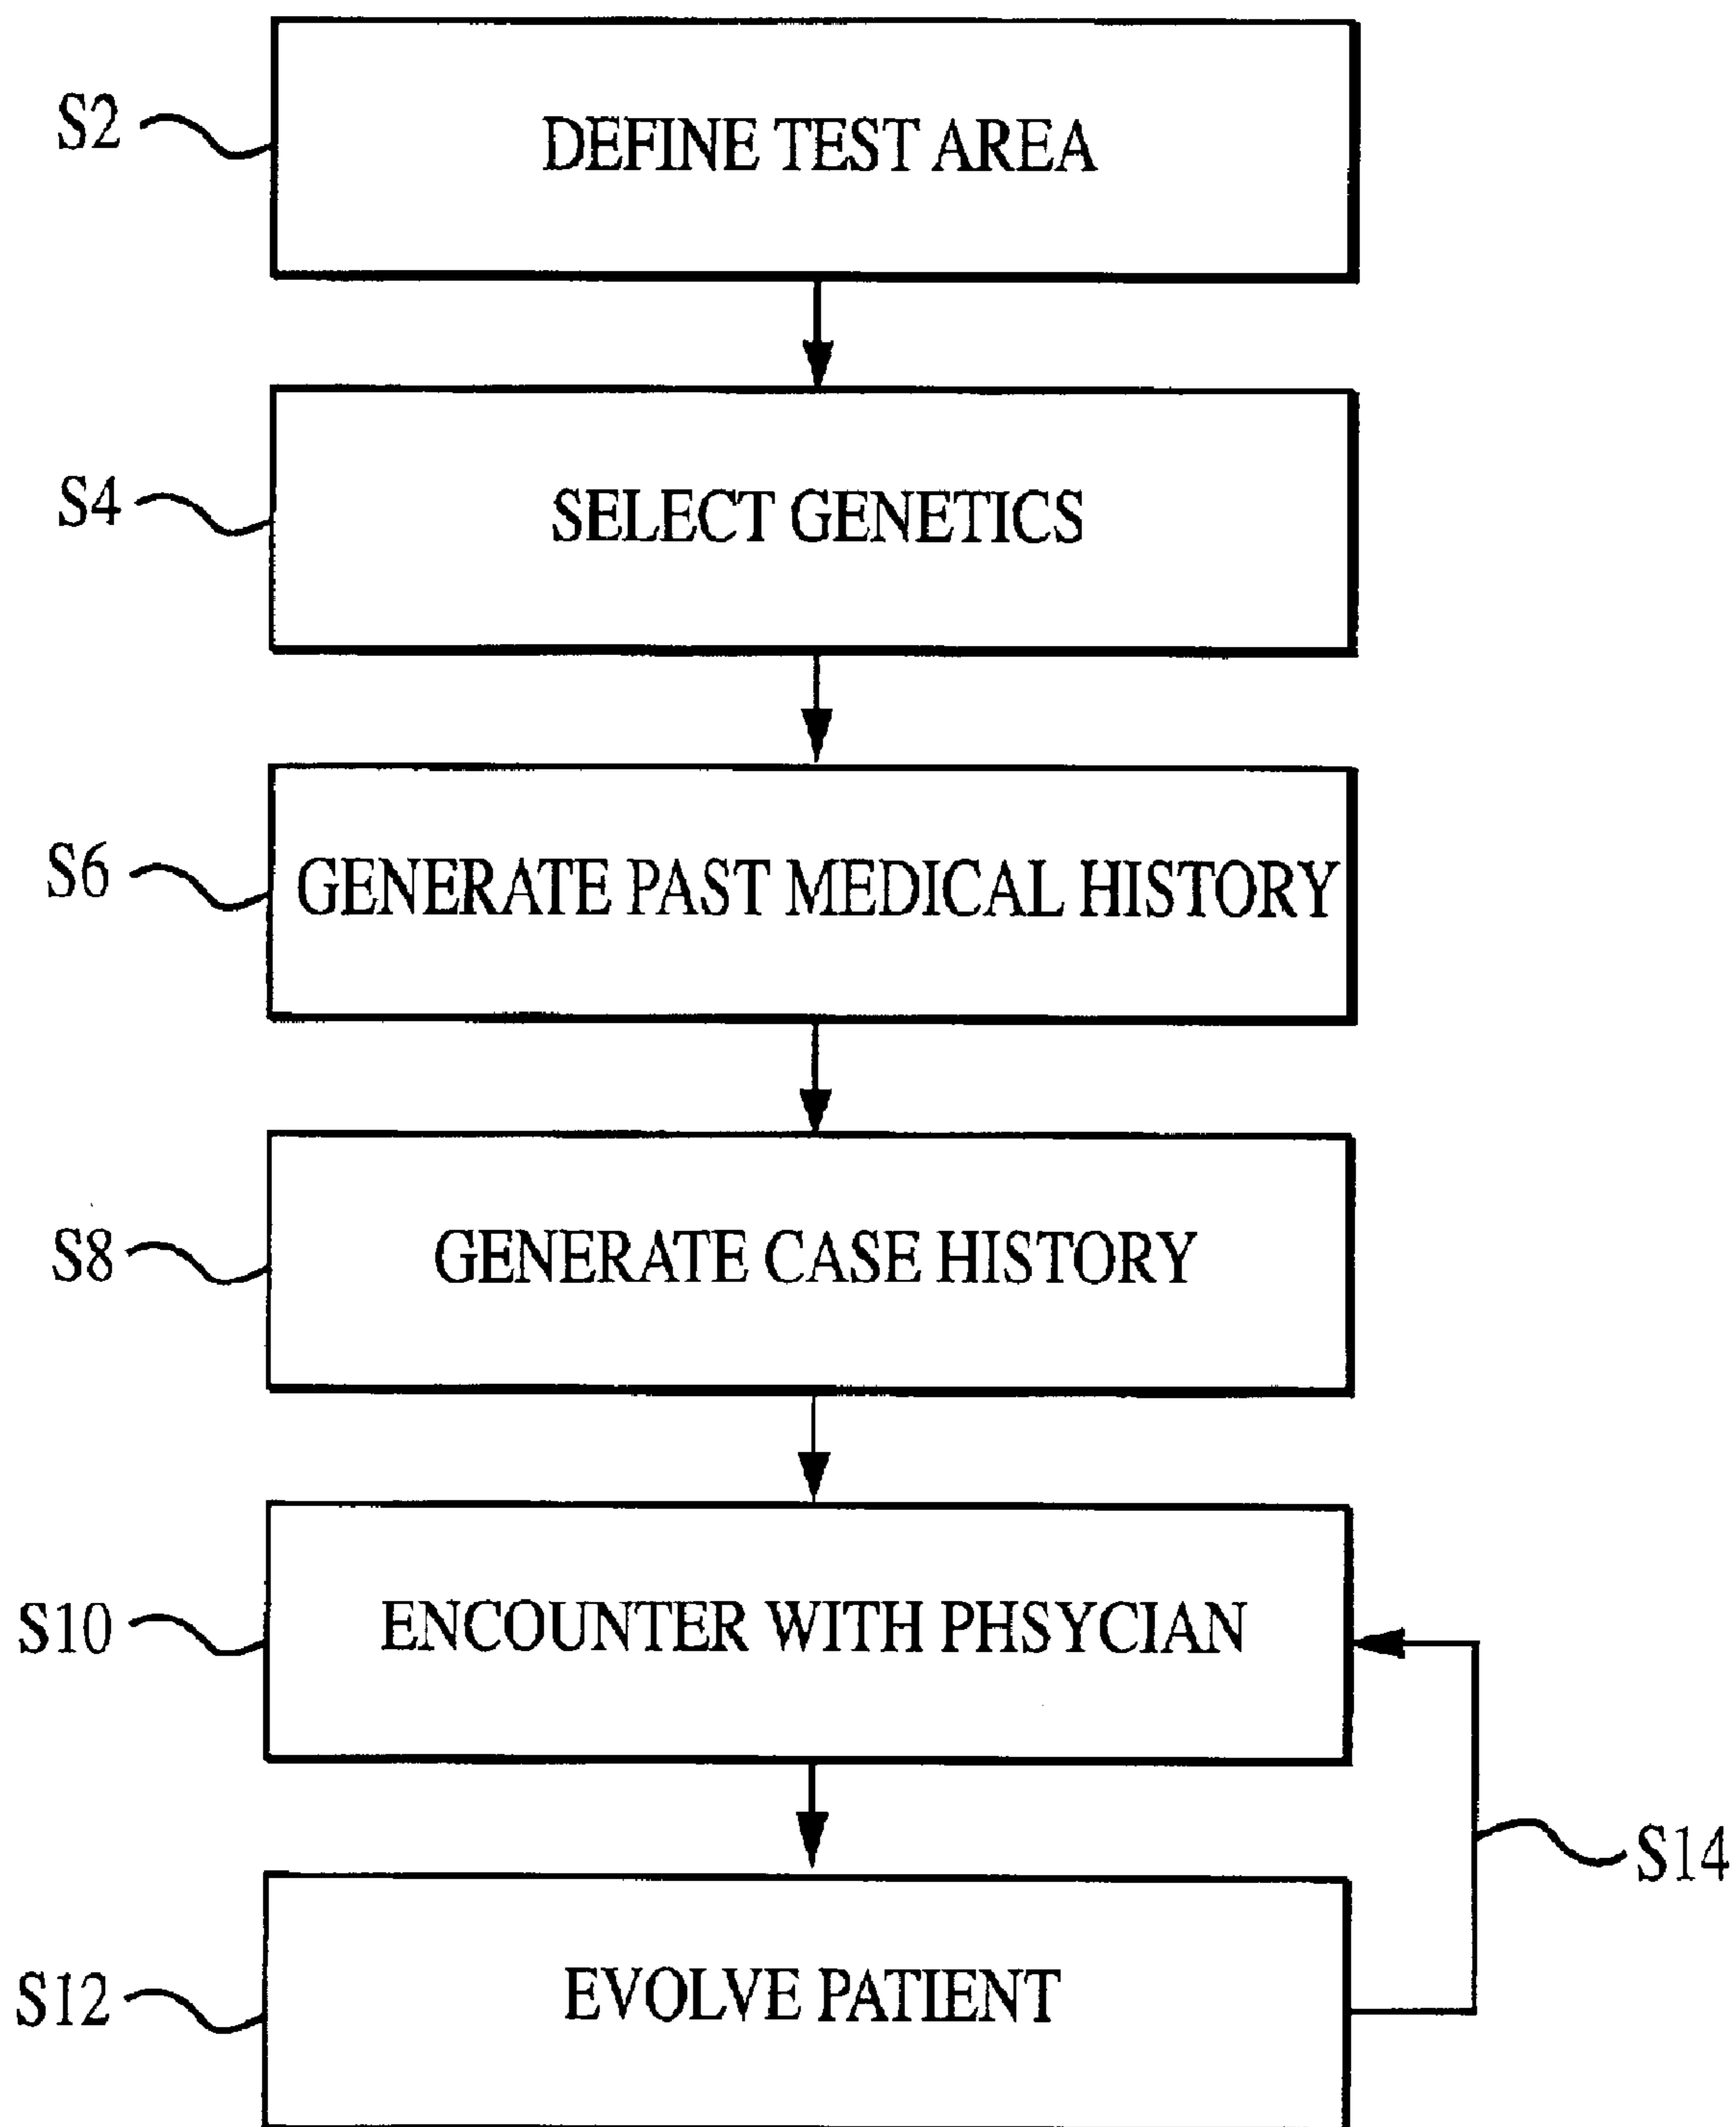 S2
DEFINE TEST AREA
S4
SELECT GENETICS
S6
GENERATE PAST MEDICAL HISTORY
S8
GENERATE CASE HISTORY
S10
ENCOUNTER WITH PHSYCIAN
S14
S12
EVOLVE PATIENT